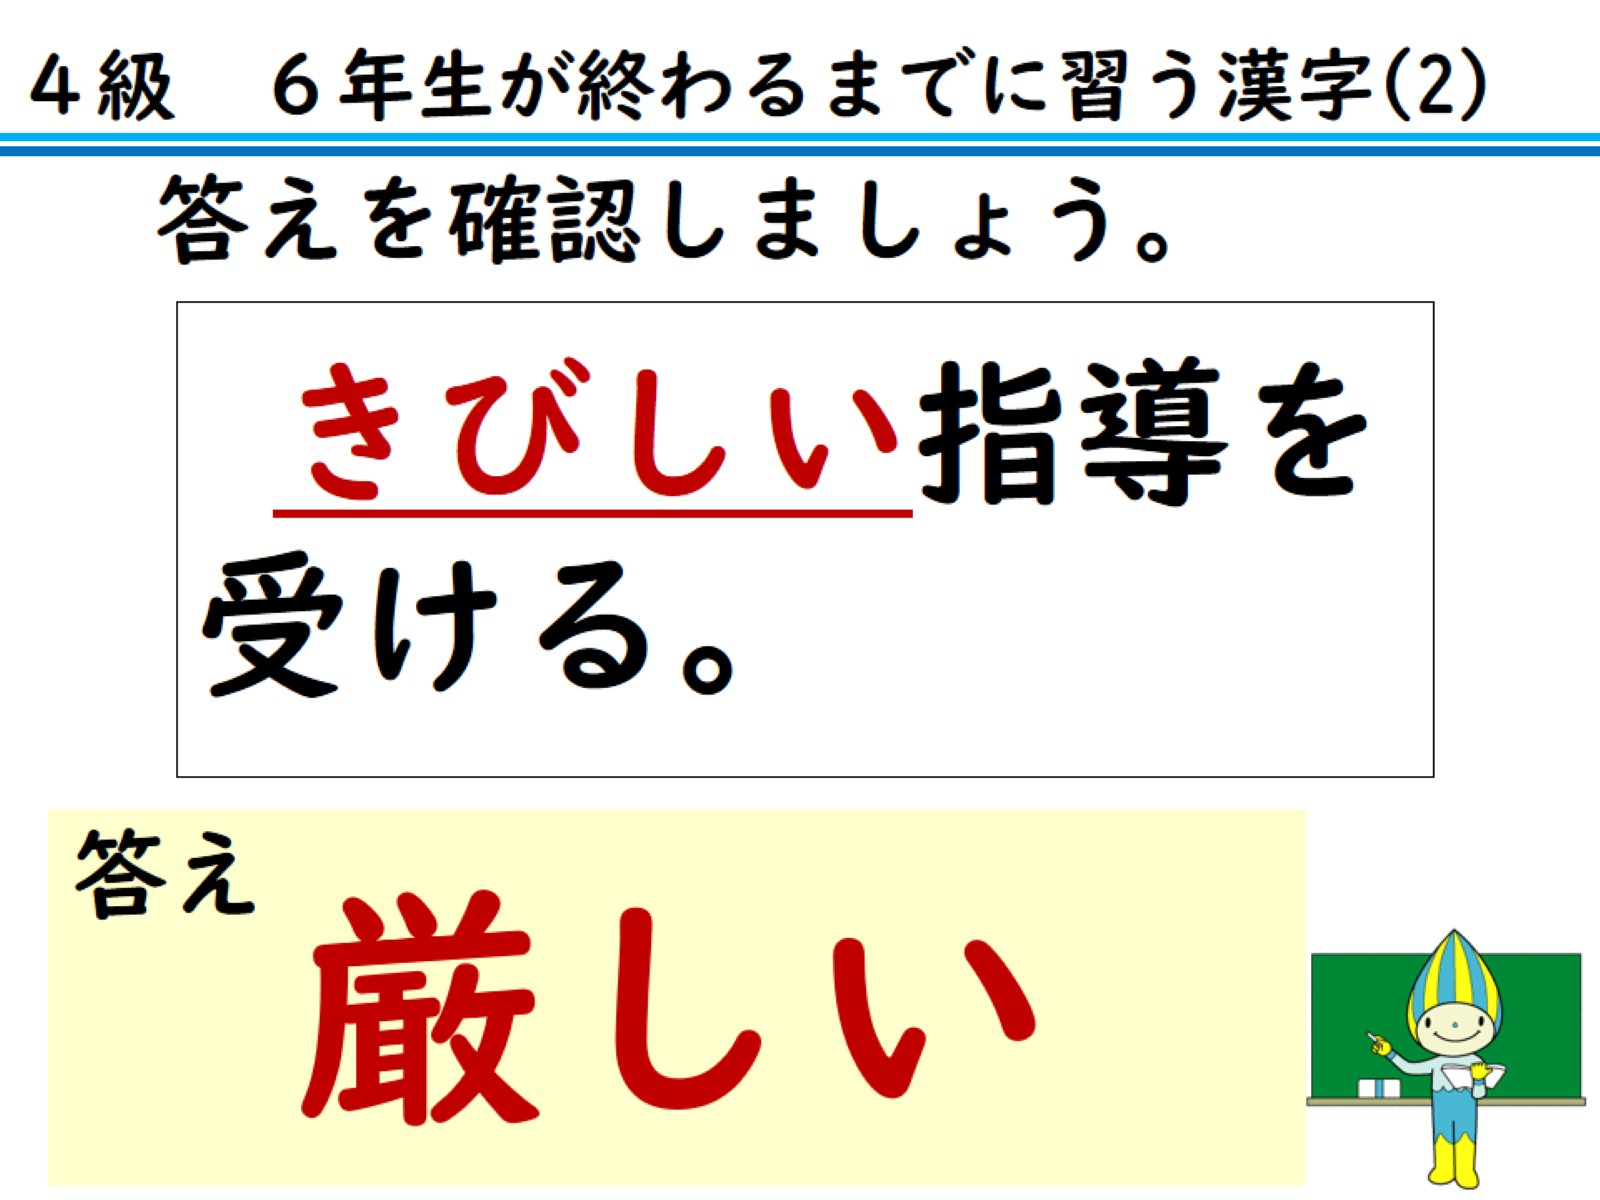 ４級　６年生が終わるまでに習う漢字(2)
答えを確認しましょう。
きびしい指導を
受ける。
答え
厳しい